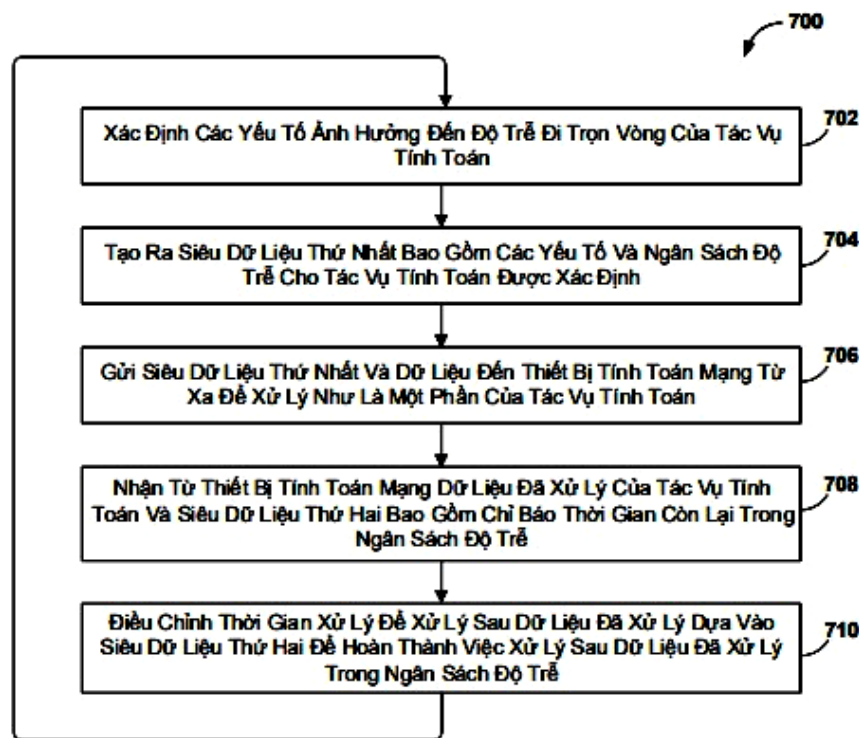 700
Xác Định Các Yếu Tố Ảnh Hưởng Đến Độ Trễ Đi Trọn Vòng Của Tác Vụ
Tính Toán
702
Tạo Ra Siêu Dữ Liệu Thứ Nhất Bao Gồm Các Yếu Tố Và Ngân Sách Độ
Trễ Cho Tác Vụ Tính Toán Được Xác Định
704
Gửi Siêu Dữ Liệu Thứ Nhất Và Dữ Liệu Đến Thiết Bị Tính Toán Mạng Từ
Xa Để Xử Lý Như Là Một Phần Của Tác Vụ Tính Toán
706
Nhận Từ Thiết Bị Tính Toán Mạng Dữ Liệu Đã Xử Lý Của Tác Vụ Tính
Toán Và Siêu Dữ Liệu Thứ Hai Bao Gồm Chỉ Báo Thời Gian Còn Lại Trong
Ngân Sách Độ Trễ
708
Điều Chỉnh Thời Gian Xử Lý Để Xử Lý Sau Dữ Liệu Đã Xử Lý Dựa Vào
Siêu Dữ Liệu Thứ Hai Để Hoàn Thành Việc Xử Lý Sau Dữ Liệu Đã Xử Lý
Trong Ngân Sách Độ Trễ
710